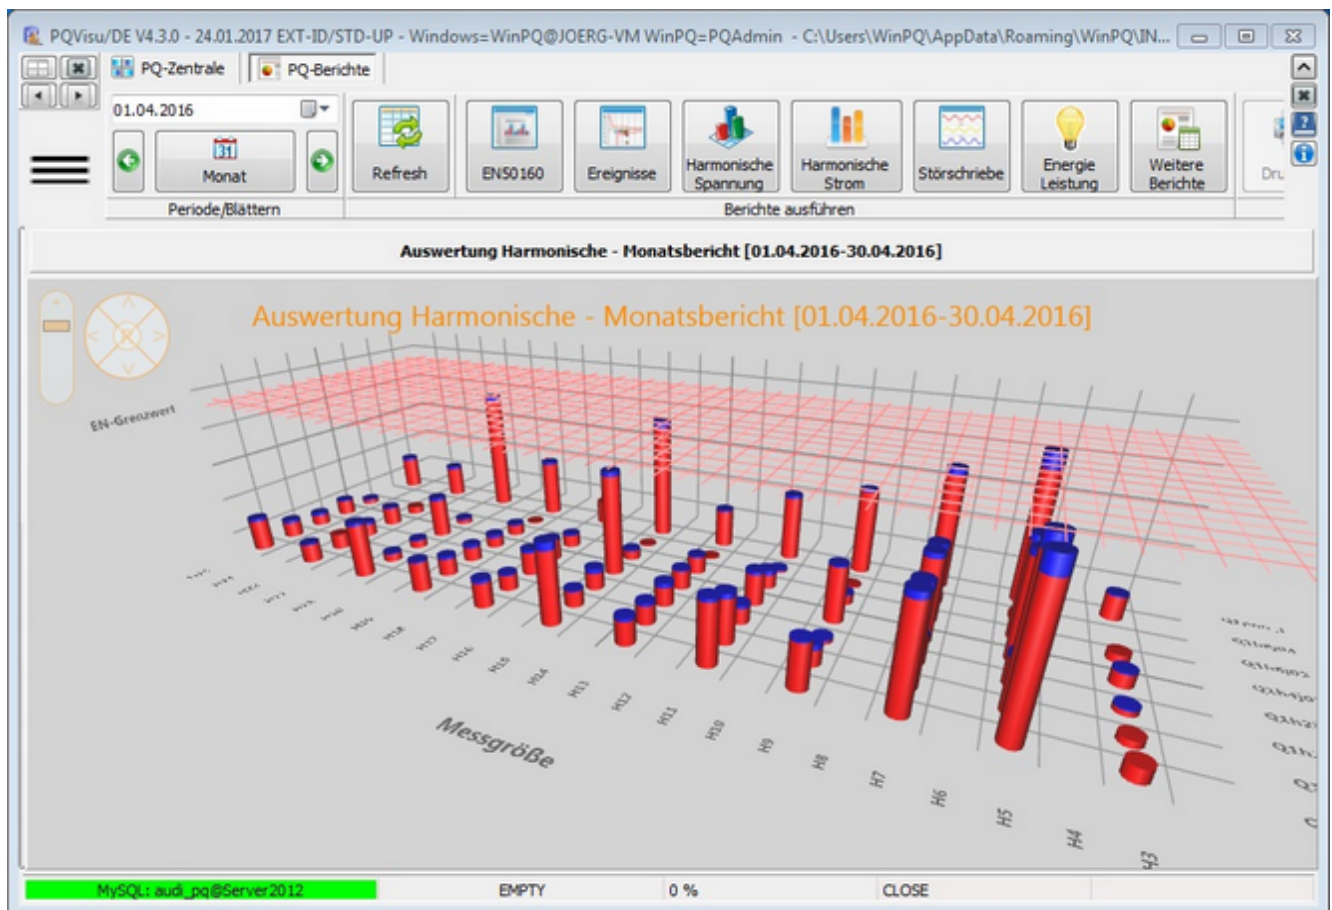 PQVisu/DE V4.3.0 - 24.01.2017 EXT-ID/STD-UP - Windows=WinPQ@JOERG-VM WinPQ=PQAdmin - C:\Users\WinPQ\AppData\Roaming\WinPQ\IN...
PQ-Zentrale PQ-Berichte
01.04.2016
31
Monat
Refresh
EN50160
Ereignisse
Harmonische Spannung
Harmonische Strom
Störschriebe
Energie Leistung
Weitere Berichte
Dru
Periode/Blättern
Berichte ausführen
Auswertung Harmonische - Monatsbericht [01.04.2016-30.04.2016]
Auswertung Harmonische - Monatsbericht [01.04.2016-30.04.2016]
EN-Grenzwert
H17
H16
H15
H14
H13
H12
H11
H10
H9
H8
H7
H6
H5
H4
H3
Messgröße
MySQL: audi_pq@Server2012 EMPTY 0 % CLOSE